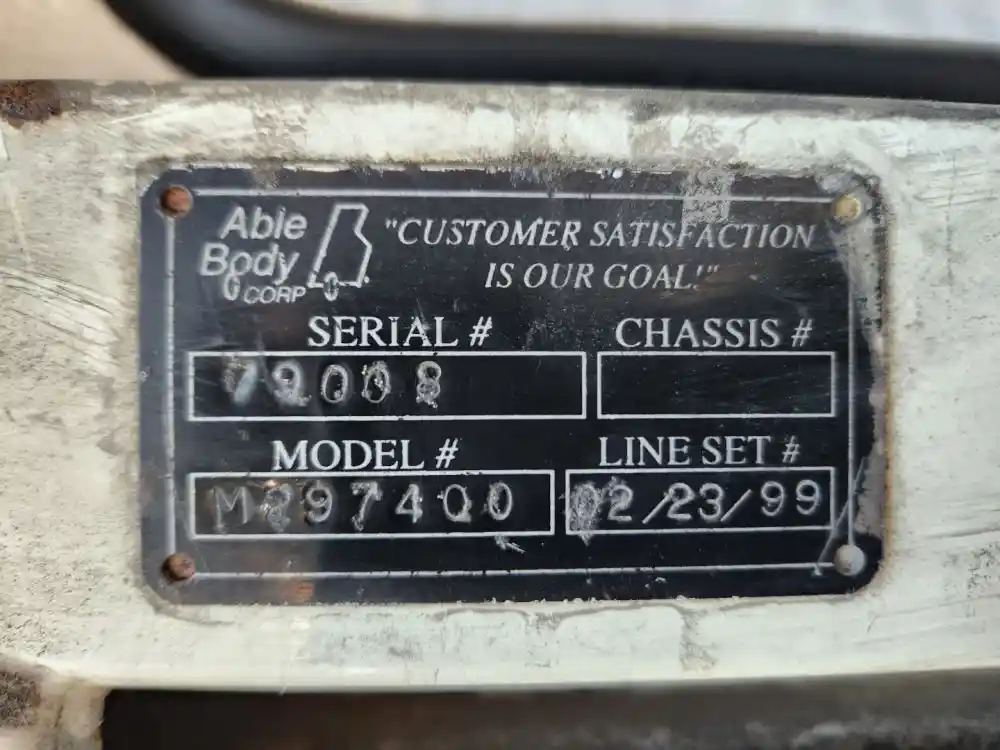 Able
Body
CORP
"CUSTOMER SATISFACTION
IS OUR GOAL!"
SERIAL #
CHASSIS #
79008
MODEL #
LINE SET #
M297400
02/23/99